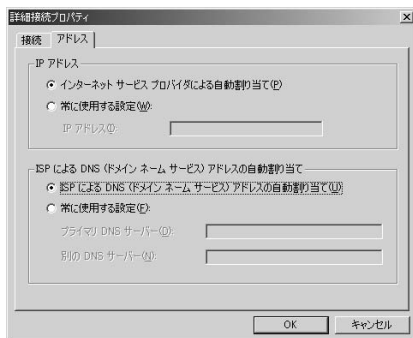 詳細接続プロパティ
接続 アドレス
IP アドレス
インターネット サービス プロバイダによる自動割り当て(P)
常に使用する設定(W):
IP アドレス(I):
ISP による DNS (ドメイン ネーム サービス) アドレスの自動割り当て
ISP による DNS (ドメイン ネーム サービス) アドレスの自動割り当て(U)
常に使用する設定(F):
プライマリ DNS サーバー(D):
別の DNS サーバー(N):
OK キャンセル